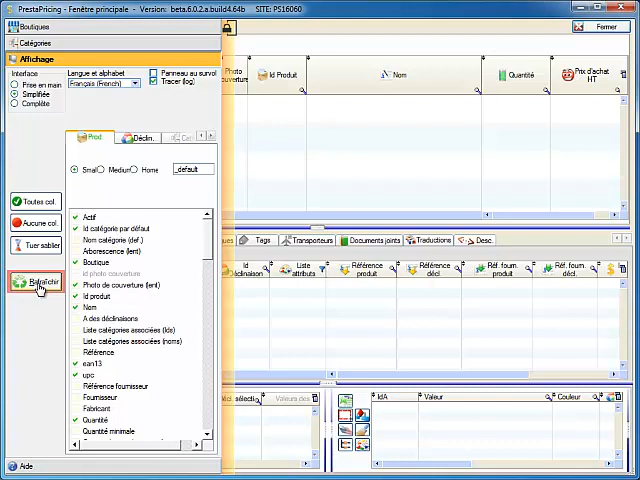 PrestaPricing - Fenêtre principale - Version: beta.6.0.2.a.build4.64b SITE: PS16060
Boutiques
Fermer
Catégories
Affichage
Interface
Langue et alphabet
Panneau au survol
Tracer (log)
Prise en main
Simplifiée
Complète
Français (French)
Photo couverture
Id Produit
Nom
Quantité
Prix d'achat HT
Prod
Déclin.
Small
Medium
Home
_default
Toutes col.
Aucune col.
Tuer sablier
Rafraîchir
Actif
Id catégorie par défaut
Nom catégorie (def.)
Arborescence (lent)
Boutique
Id photo couverture
Photo de couverture (lent)
Id produit
Nom
A des déclinaisons
Liste catégories associées (Ids)
Liste catégories associées (noms)
Référence
ean13
upc
Référence fournisseur
Fournisseur
Fabricant
Quantité
Quantité minimale
Tags
Transporteurs
Documents joints
Traductions
Desc.
Id Déclinaison
Liste attributs
Référence produit
Référence décl.
Réf. fourn. produit
Réf. fourn. décl.
Valeurs des
IdA
Valeur
Couleur
Aide